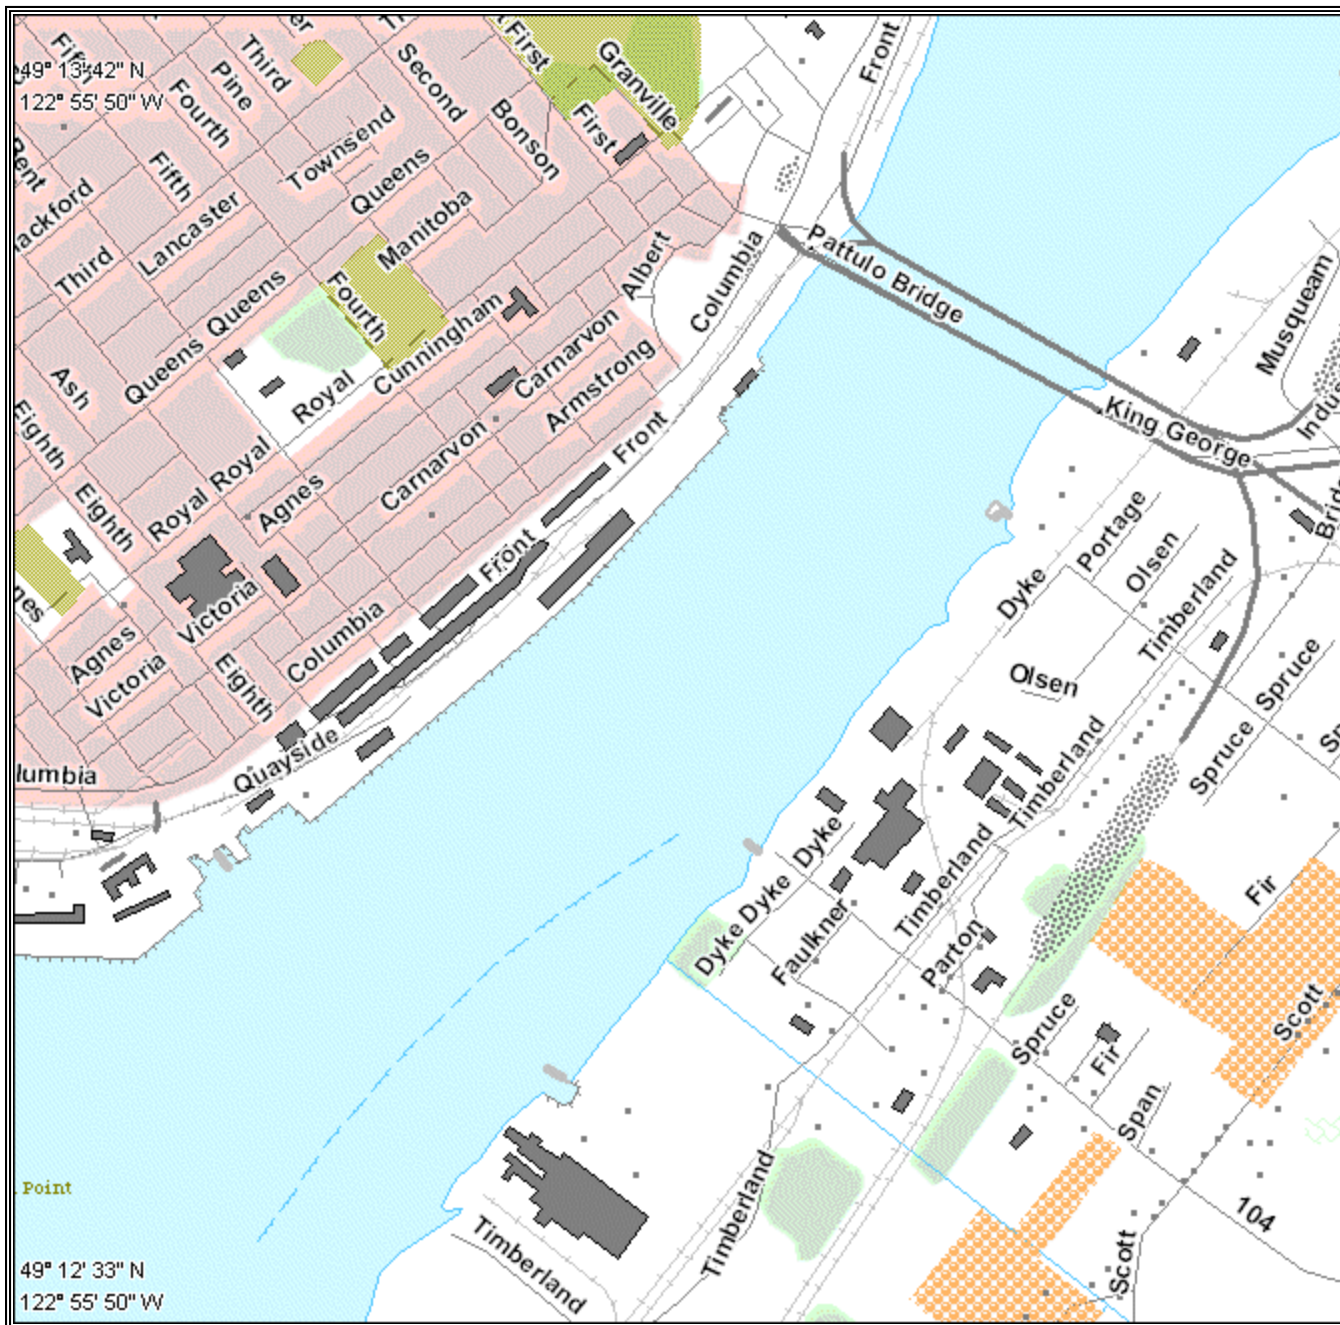 Fifth
49° 13' 42" N
122° 55' 50" W
Third
Pine
Fourth
Second
First
Granville
Front
Bonson
First
Townsend
Fifth
Queens
Lancaster
Manitoba
Third
Albert
Columbia
Pattulo Bridge
Musqueam
Queens
Queens
Fourth
Cunningham
Carnarvon
Armstrong
Ash
Royal
King George
Eighth
Royal
Royal
Agnes
Carnarvon
Front
Eighth
Portage
Olsen
Timberland
Dyke
Front
Victoria
Columbia
Agnes
Victoria
Eighth
Olsen
Spruce
Spruce
Timberland
Quayside
lumbia
Dyke
Timberland
Fir
Dyke
Dyke
Faulkner
Parton
Scott
Spruce
Fir
Span
Point
104
Timberland
Timberland
Scott
49° 12' 33" N
122° 55' 50" W